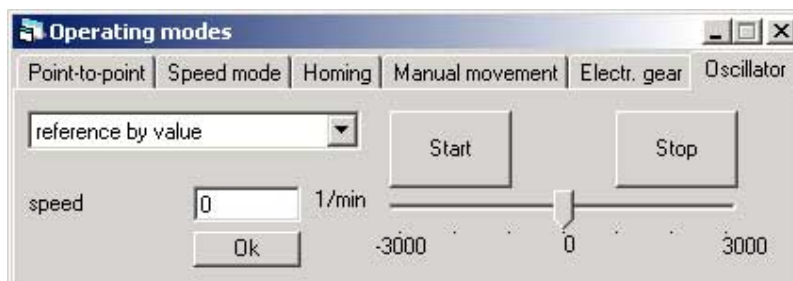 Operating modes
Point-to-point Speed mode Homing Manual movement Electr. gear Oscillator
reference by value Start Stop
speed 0 1/min
Ok -3000 0 3000